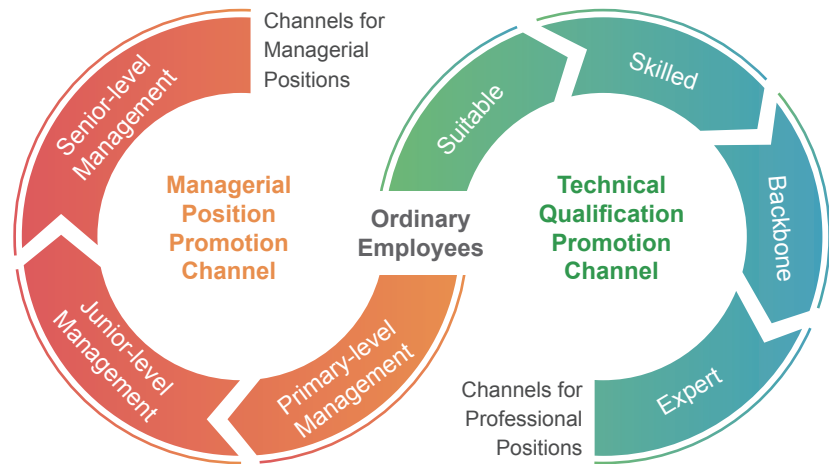 Channels for
Managerial
Positions
Senior-level
Management
Managerial
Position
Promotion
Channel
Junior-level
Management
Primary-level
Management
Ordinary
Employees
Suitable
Skilled
Backbone
Expert
Technical
Qualification
Promotion
Channel
Channels for
Professional
Positions